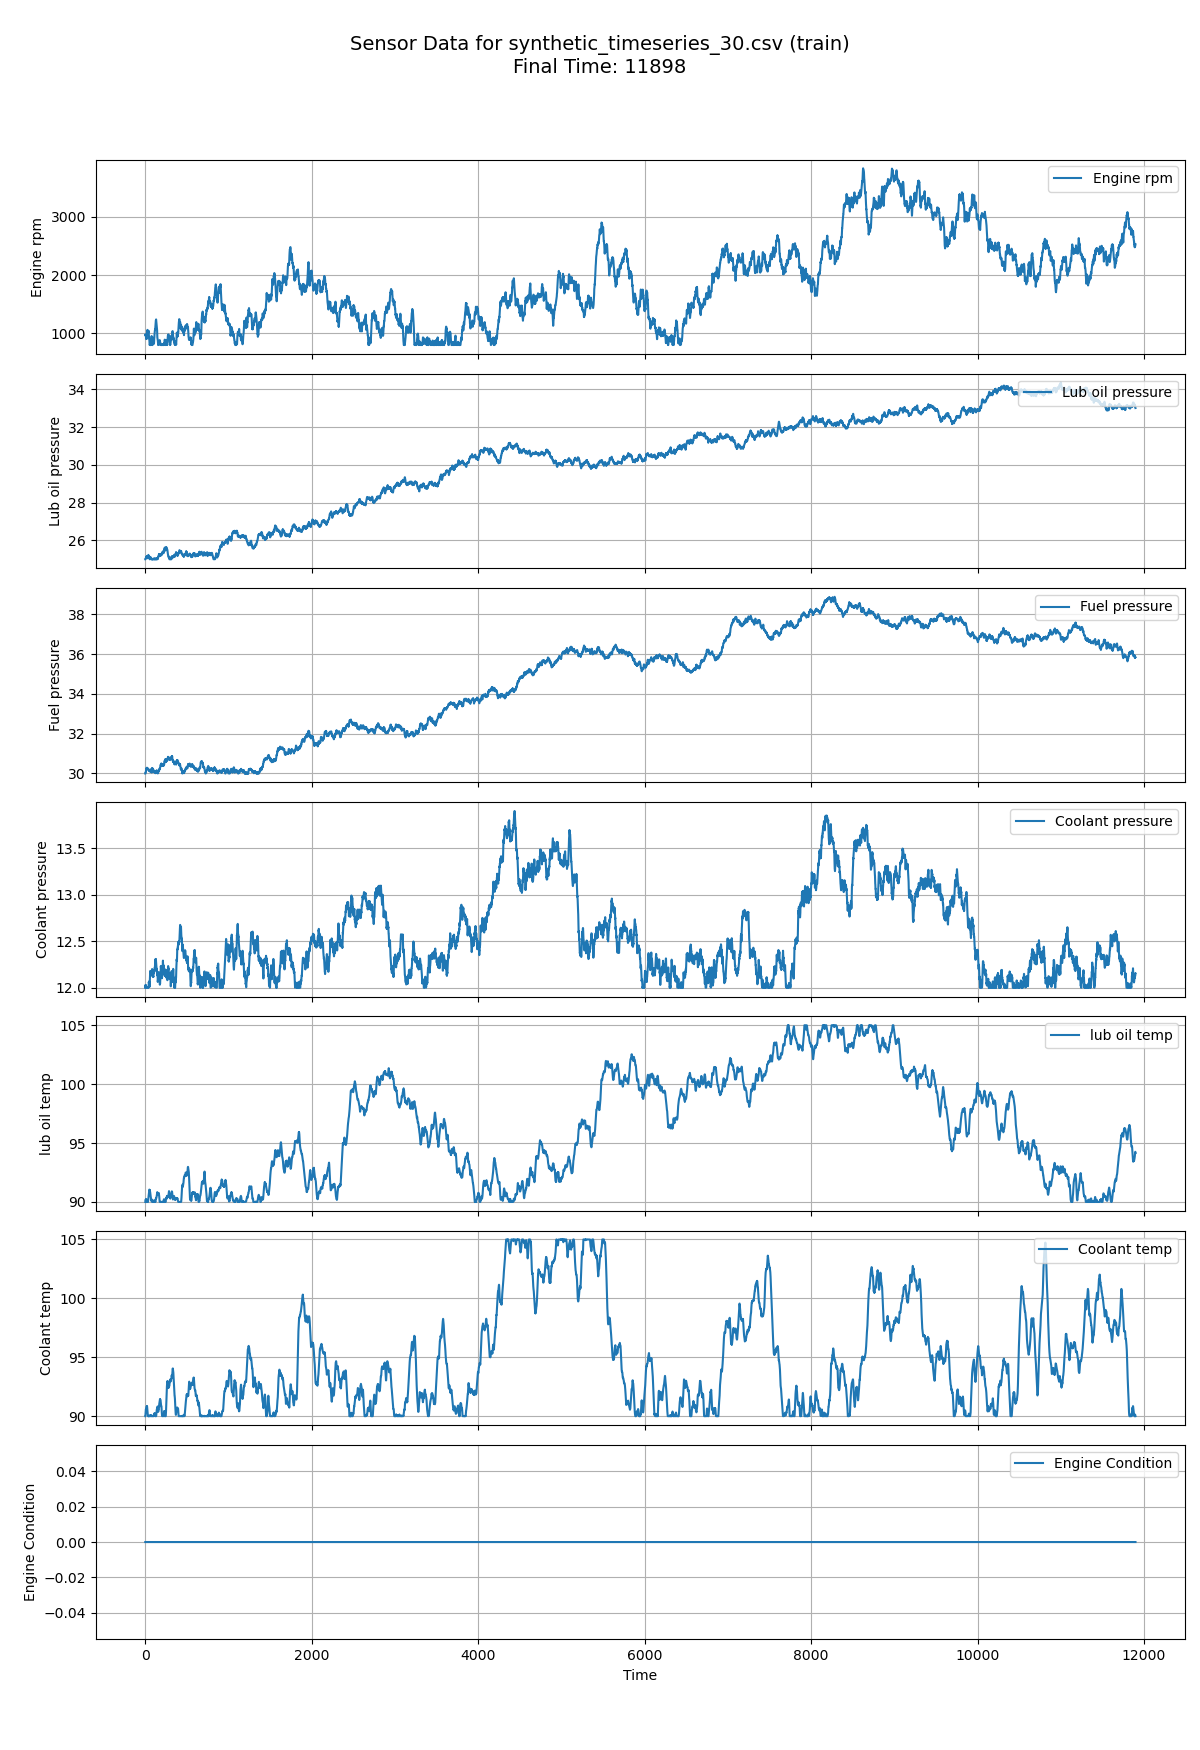 Sensor Data for synthetic_timeseries_30.csv (train)
Final Time: 11898
Engine rpm
3000
2000
1000
Engine rpm
Lub oil pressure
34
32
30
28
26
Lub oil pressure
Fuel pressure
38
36
34
32
30
Fuel pressure
Coolant pressure
13.5
13.0
12.5
12.0
Coolant pressure
lub oil temp
105
100
95
90
lub oil temp
Coolant temp
105
100
95
90
Coolant temp
Engine Condition
0.04
0.02
0.00
−0.02
−0.04
Engine Condition
0 2000 4000 6000 8000 10000 12000
Time